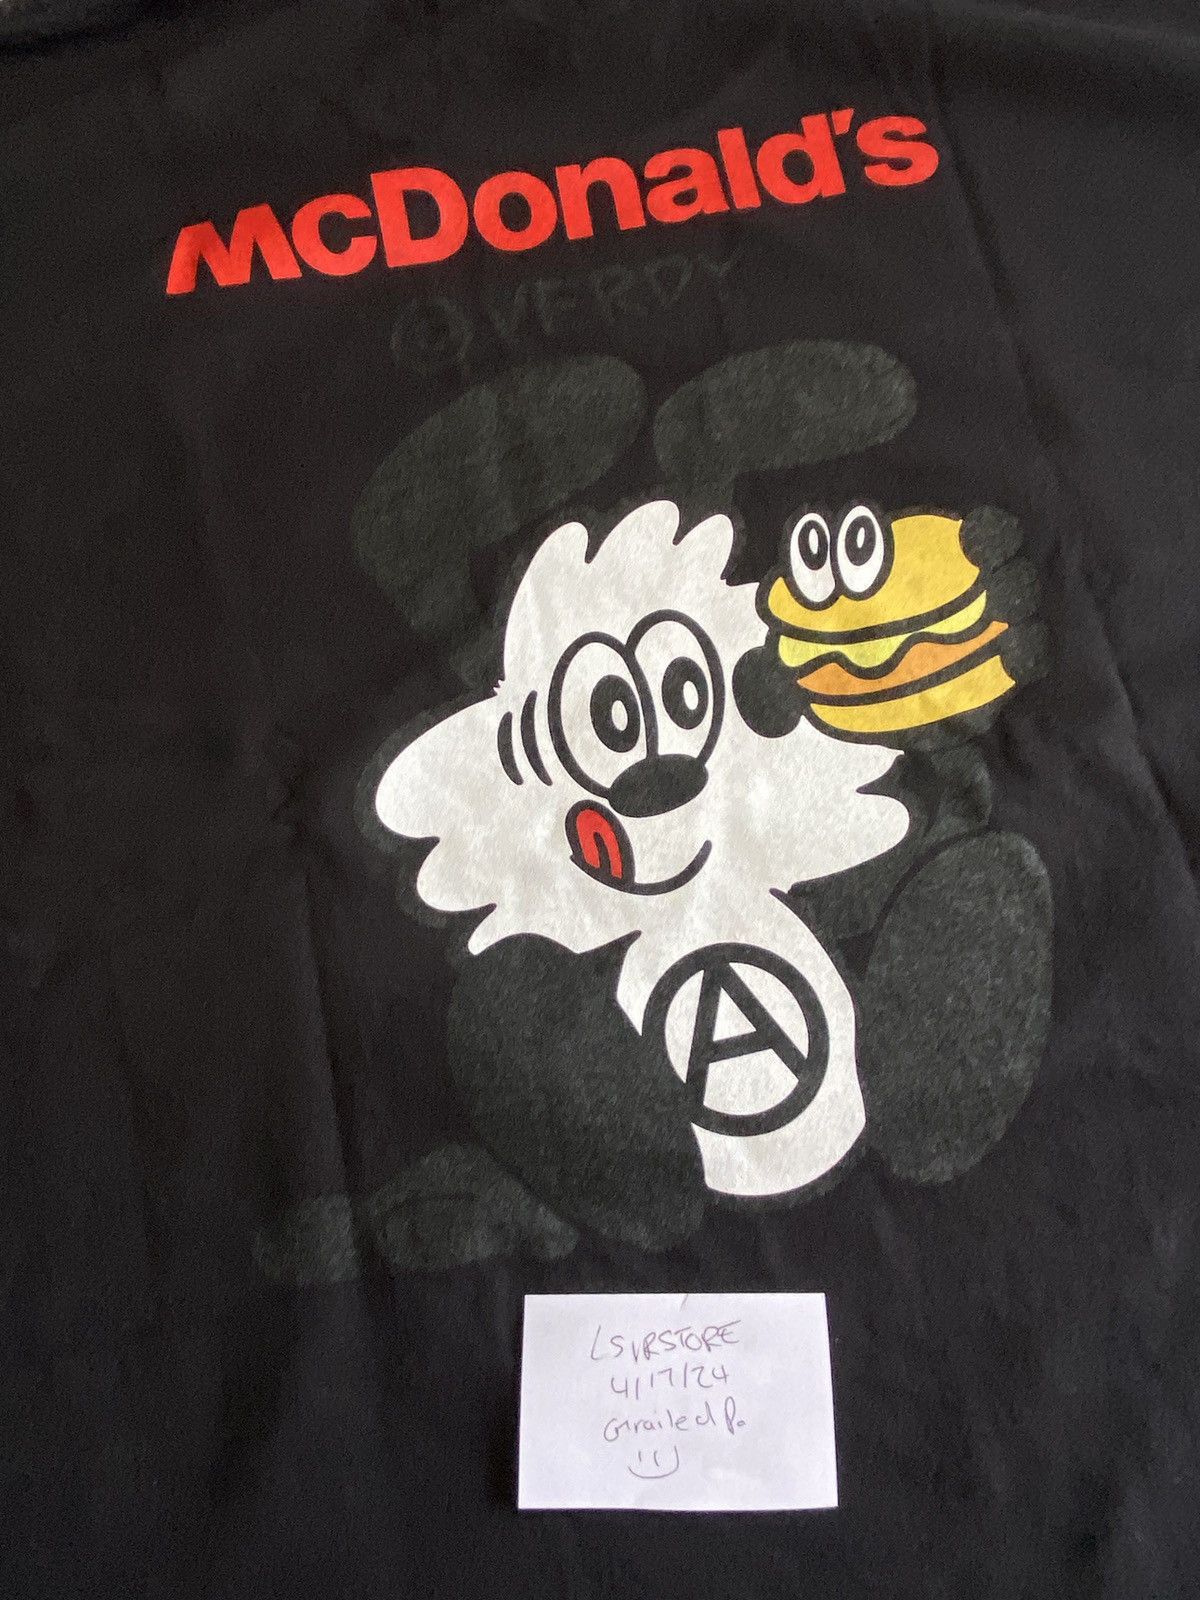 McDonald's
©VERDY
A
LSVRSTORE
4/17/24
Grailed